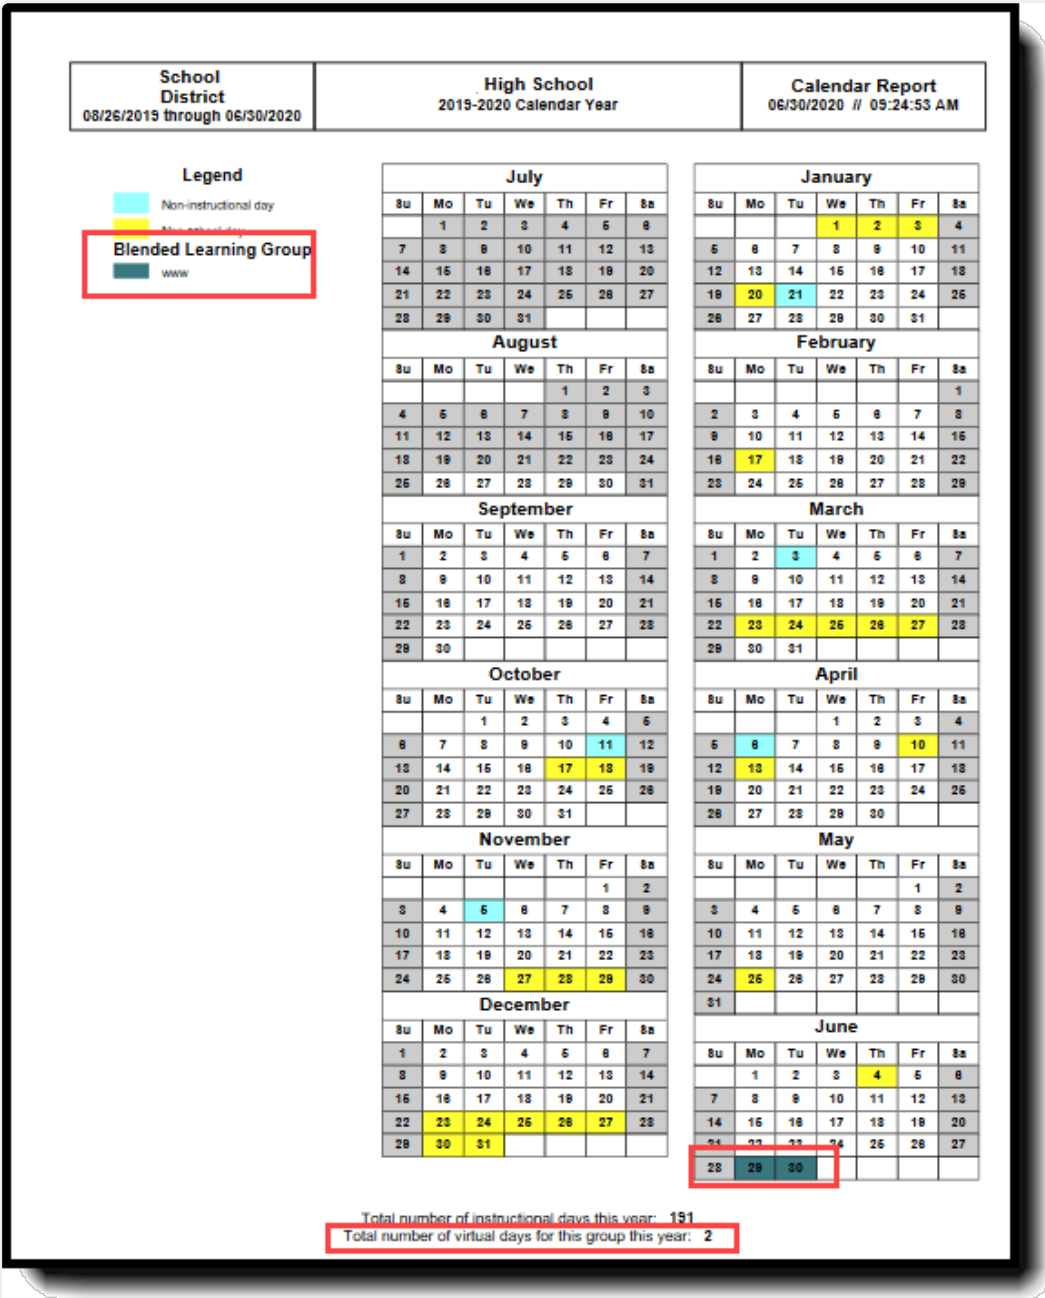 School
District
08/26/2019 through 06/30/2020
High School
2019-2020 Calendar Year
Calendar Report
06/30/2020 // 09:24:53 AM
Legend
Non-instructional day
Non-school day
Blended Learning Group
www
July
Su Mo Tu We Th Fr Sa
1 2 3 4 5 6
7 8 9 10 11 12 13
14 15 16 17 18 19 20
21 22 23 24 25 26 27
28 29 30 31
August
Su Mo Tu We Th Fr Sa
1 2 3
4 5 6 7 8 9 10
11 12 13 14 15 16 17
18 19 20 21 22 23 24
25 26 27 28 29 30 31
September
Su Mo Tu We Th Fr Sa
1 2 3 4 5 6 7
8 9 10 11 12 13 14
15 16 17 18 19 20 21
22 23 24 25 26 27 28
29 30
October
Su Mo Tu We Th Fr Sa
1 2 3 4 5
6 7 8 9 10 11 12
13 14 15 16 17 18 19
20 21 22 23 24 25 26
27 28 29 30 31
November
Su Mo Tu We Th Fr Sa
1 2
3 4 5 6 7 8 9
10 11 12 13 14 15 16
17 18 19 20 21 22 23
24 25 26 27 28 29 30
December
Su Mo Tu We Th Fr Sa
1 2 3 4 5 6 7
8 9 10 11 12 13 14
15 16 17 18 19 20 21
22 23 24 25 26 27 28
29 30 31
January
Su Mo Tu We Th Fr Sa
1 2 3 4
5 6 7 8 9 10 11
12 13 14 15 16 17 18
19 20 21 22 23 24 25
26 27 28 29 30 31
February
Su Mo Tu We Th Fr Sa
1
2 3 4 5 6 7 8
9 10 11 12 13 14 15
16 17 18 19 20 21 22
23 24 25 26 27 28 29
March
Su Mo Tu We Th Fr Sa
1 2 3 4 5 6 7
8 9 10 11 12 13 14
15 16 17 18 19 20 21
22 23 24 25 26 27 28
29 30 31
April
Su Mo Tu We Th Fr Sa
1 2 3 4
5 6 7 8 9 10 11
12 13 14 15 16 17 18
19 20 21 22 23 24 25
26 27 28 29 30
May
Su Mo Tu We Th Fr Sa
1 2
3 4 5 6 7 8 9
10 11 12 13 14 15 16
17 18 19 20 21 22 23
24 25 26 27 28 29 30
31
June
Su Mo Tu We Th Fr Sa
1 2 3 4 5 6
7 8 9 10 11 12 13
14 15 16 17 18 19 20
21 22 23 24 25 26 27
28 29 30
Total number of instructional days this year: 191
Total number of virtual days for this group this year: 2